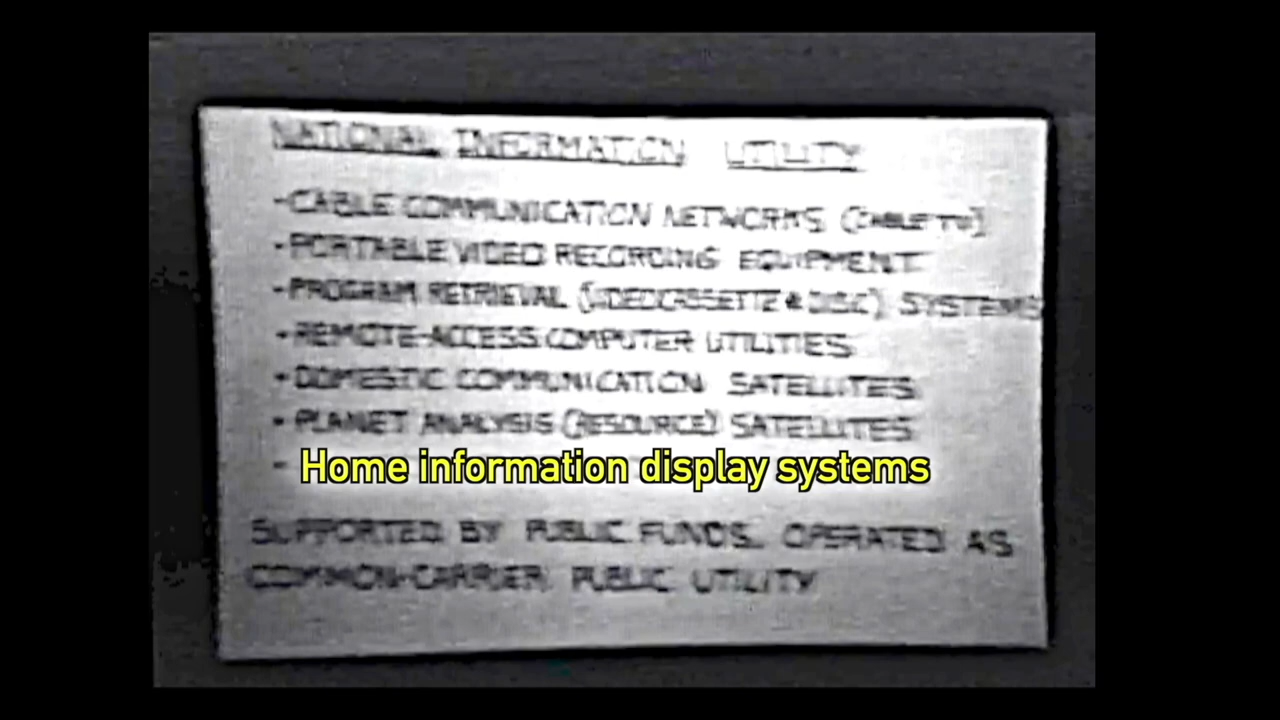 NATIONAL INFORMATION UTILITY
-CABLE COMMUNICATION NETWORKS (CABLE TV)
-PORTABLE VIDEO RECORDING EQUIPMENT
-PROGRAM RETRIEVAL (VIDEOCASSETTE & DISC) SYSTEMS
-REMOTE-ACCESS COMPUTER UTILITIES
-DOMESTIC COMMUNICATION SATELLITES
-PLANET ANALYSIS (RESOURCE) SATELLITES
- Home information display systems
SUPPORTED BY PUBLIC FUNDS. OPERATED AS
COMMON-CARRIER PUBLIC UTILITY